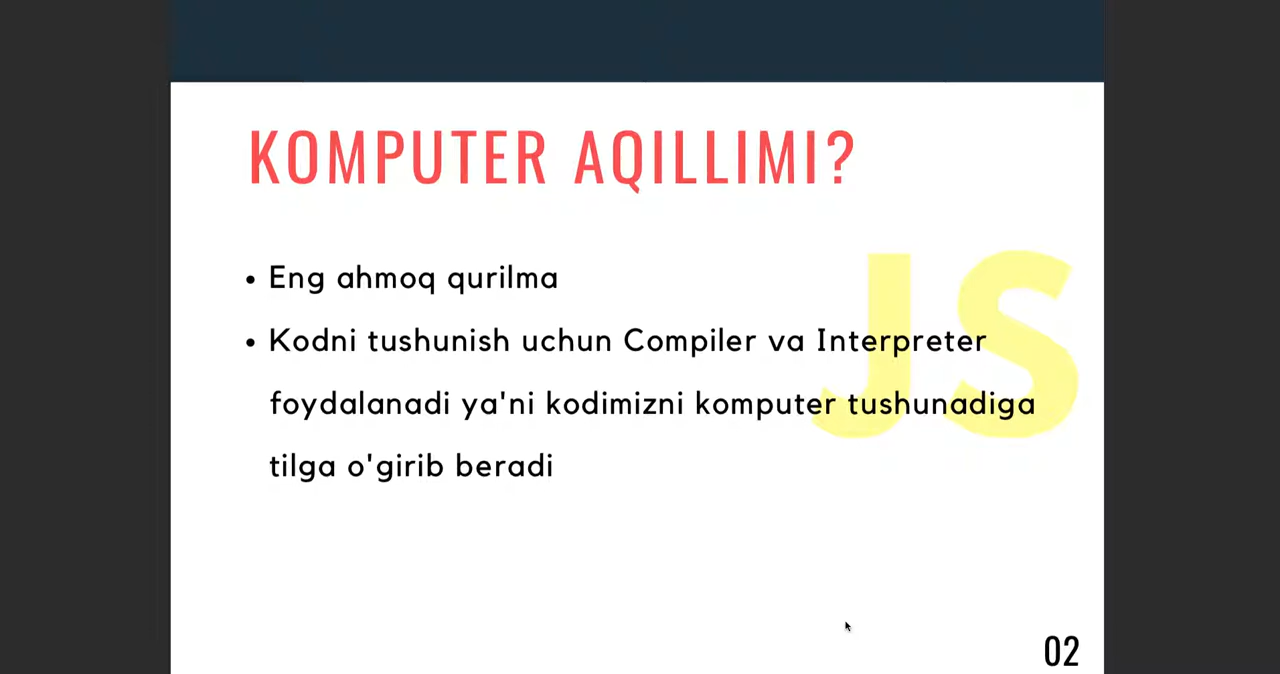 KOMPUTER AQILLIMI?
JS
• Eng ahmoq qurilma
• Kodni tushunish uchun Compiler va Interpreter
foydalanadi ya'ni kodimizni komputer tushunadiga
tilga o'girib beradi
02